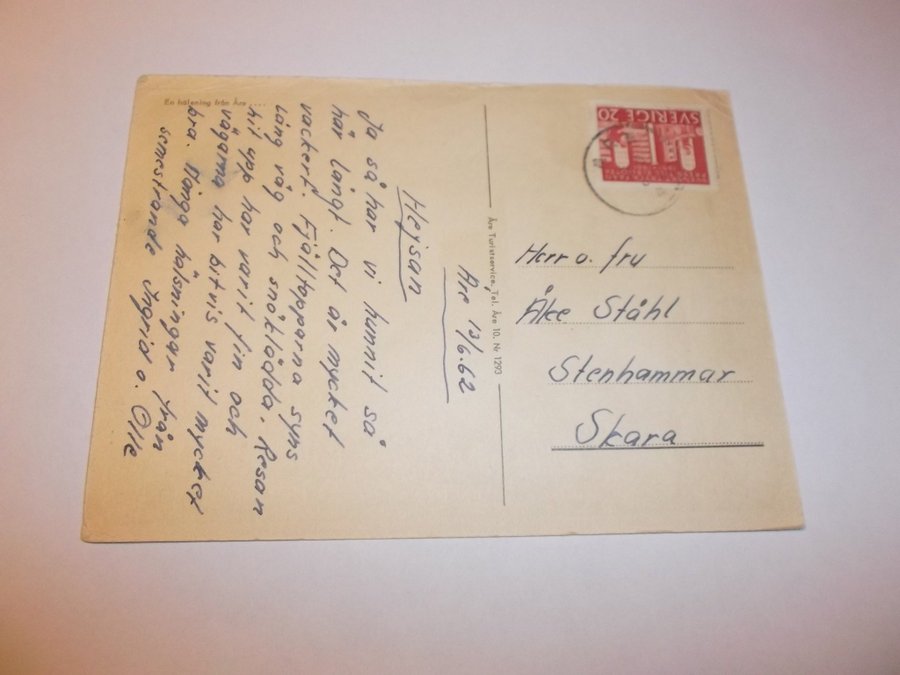 En hälsning från Åre ....
Åre 13/6.62
Hejsan
Ja så har vi hunnit så
här långt. Det är mycket
vackert. Fjälltopparna syns
lång väg och snöklädda. Resan
hit upp har varit fin och
vägarna har bitvis varit mycket
bra. Många hälsningar från
semestrande Ingrid o. Olle
Åre Turistservice, Tel. Åre 10. Nr 1293
SVERIGE 20
Herr o. fru
Åke Ståhl
Stenhammar
Skara